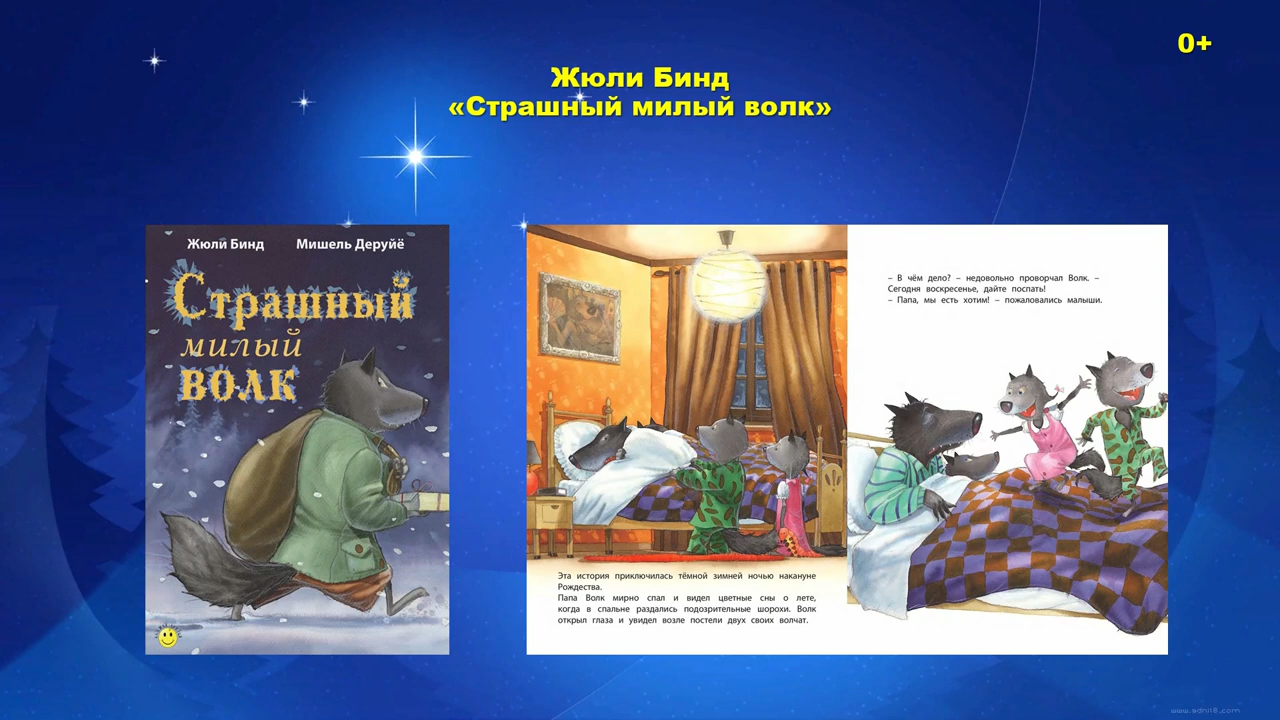 0+
Жюли Бинд
«Страшный милый волк»
Жюли Бинд Мишель Деруйё
Страшный
милый
волк
Эта история приключилась тёмной зимней ночью накануне
Рождества.
Папа Волк мирно спал и видел цветные сны о лете,
когда в спальне раздались подозрительные шорохи. Волк
открыл глаза и увидел возле постели двух своих волчат.
– В чём дело? – недовольно проворчал Волк. –
Сегодня воскресенье, дайте поспать!
– Папа, мы есть хотим! – пожаловались малыши.